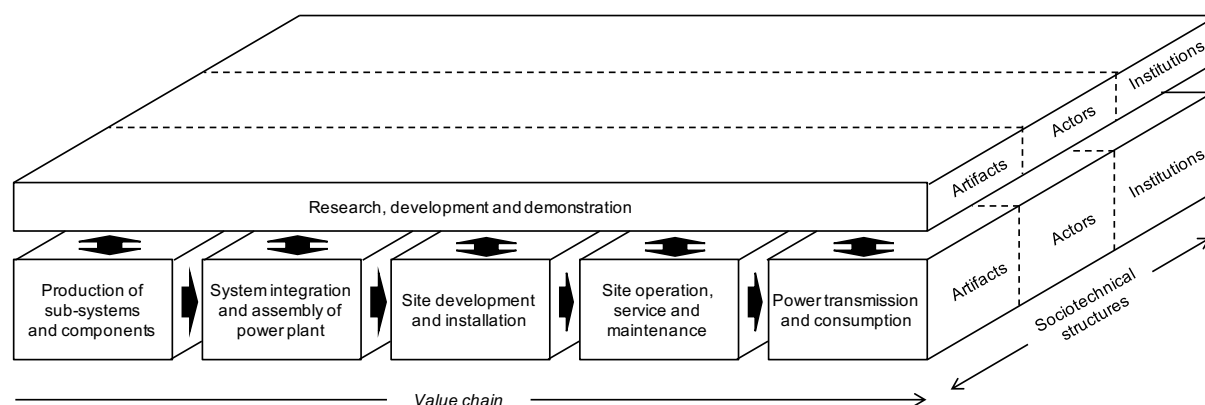 Institutions
Actors
Artifacts
Research, development and demonstration
Institutions
Actors
Artifacts
Production of
sub-systems
and components
System integration
and assembly of
power plant
Site development
and installation
Site operation,
service and
maintenance
Power transmission
and consumption
Sociotechnical
structures
Value chain